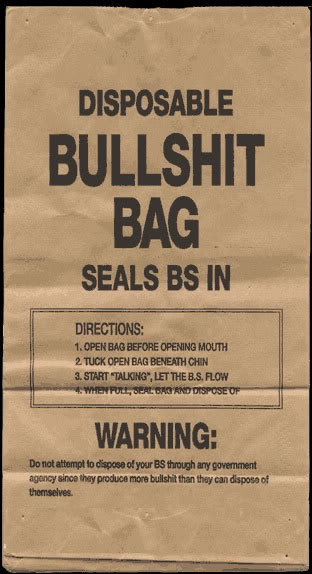 DISPOSABLE
BULLSHIT
BAG
SEALS BS IN
DIRECTIONS:
1. OPEN BAG BEFORE OPENING MOUTH
2. TUCK OPEN BAG BENEATH CHIN
3. START "TALKING", LET THE B.S. FLOW
4. WHEN FULL, SEAL BAG AND DISPOSE OF
WARNING:
Do not attempt to dispose of your BS through any government
agency since they produce more bullshit than they can dispose of
themselves.